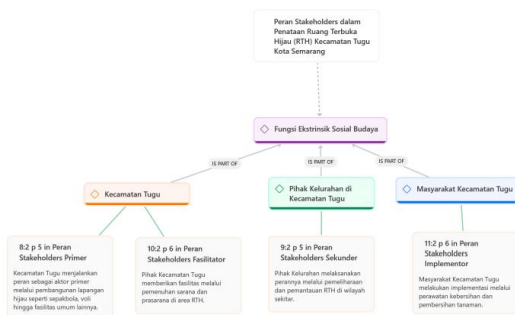 Peran Stakeholders dalam
Penataan Ruang Terbuka
Hijau (RTH) Kecamatan Tugu
Kota Semarang
Fungsi Ekstrinsik Sosial Budaya
IS PART OF
IS PART OF
IS PART OF
Kecamatan Tugu
Pihak Kelurahan di
Kecamatan Tugu
Masyarakat Kecamatan Tugu
8:2 p 5 in Peran
Stakeholders Primer
Kecamatan Tugu menjalankan
peran sebagai aktor primer
melalui pembangunan lapangan
hijau seperti sepakbola, voli
hingga fasilitas umum lainnya.
10:2 p 6 in Peran
Stakeholders Fasilitator
Pihak Kecamatan Tugu
memberikan fasilitas melalui
pemenuhan sarana dan
prasarana di area RTH.
9:2 p 5 in Peran
Stakeholders Sekunder
Pihak Kelurahan melaksanakan
perannya melalui pemeliharaan
dan pemantauan RTH di wilayah
sekitar.
11:2 p 6 in Peran
Stakeholders
Implementor
Masyarakat Kecamatan Tugu
melakukan implementasi melalui
perawatan kebersihan dan
pembersihan tanaman.